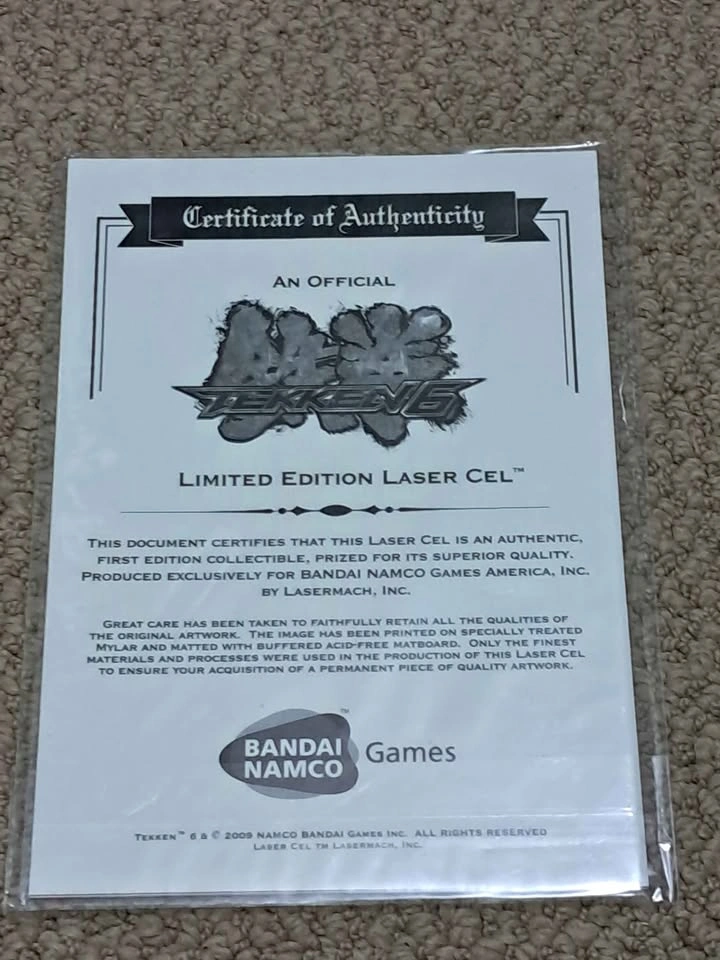 Certificate of Authenticity
AN OFFICIAL
鉄拳
TEKKEN 6
LIMITED EDITION LASER CEL™
THIS DOCUMENT CERTIFIES THAT THIS LASER CEL IS AN AUTHENTIC,
FIRST EDITION COLLECTIBLE, PRIZED FOR ITS SUPERIOR QUALITY.
PRODUCED EXCLUSIVELY FOR BANDAI NAMCO GAMES AMERICA, INC.
BY LASERMACH, INC.
GREAT CARE HAS BEEN TAKEN TO FAITHFULLY RETAIN ALL THE QUALITIES OF
THE ORIGINAL ARTWORK. THE IMAGE HAS BEEN PRINTED ON SPECIALLY TREATED
MYLAR AND MATTED WITH BUFFERED ACID-FREE MATBOARD. ONLY THE FINEST
MATERIALS AND PROCESSES WERE USED IN THE PRODUCTION OF THIS LASER CEL
TO ENSURE YOUR ACQUISITION OF A PERMANENT PIECE OF QUALITY ARTWORK.
BANDAI
NAMCO
™
Games
TEKKEN™ 6 & © 2009 NAMCO BANDAI GAMES INC. ALL RIGHTS RESERVED
LASER CEL TM LASERMACH, INC.